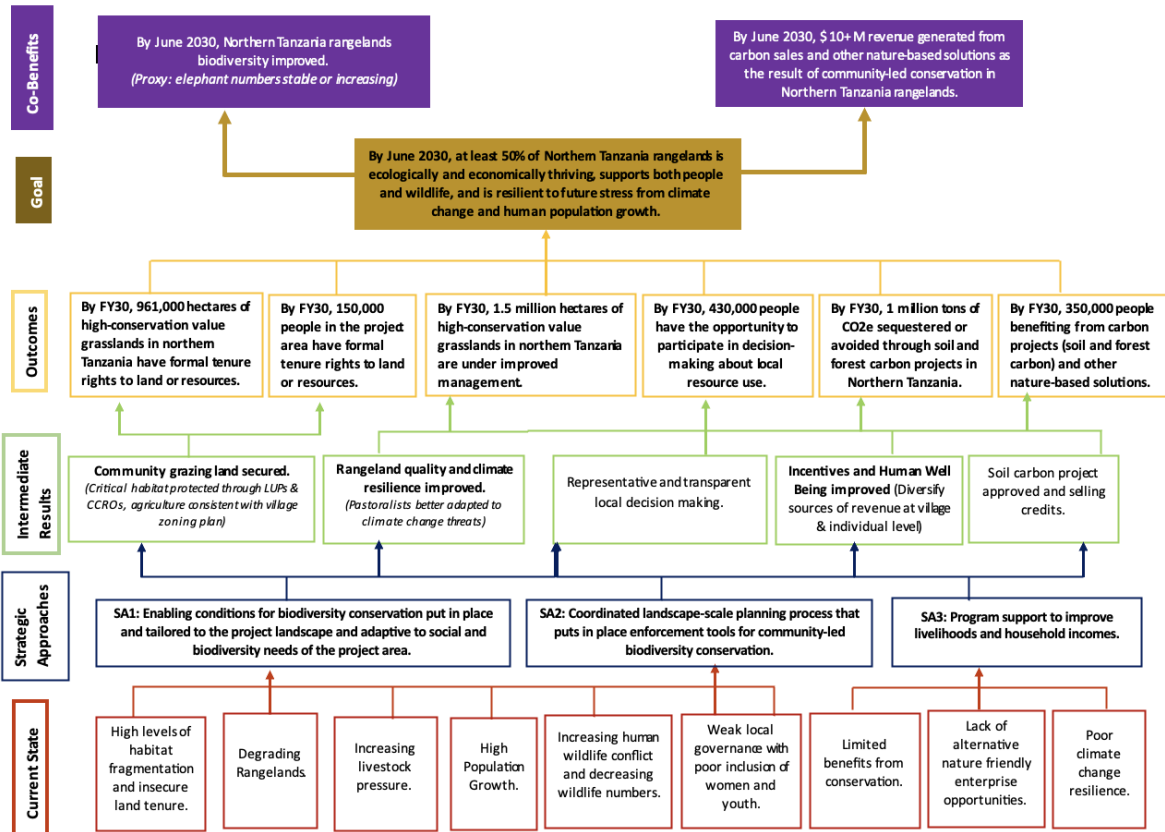 Co-Benefits
By June 2030, Northern Tanzania rangelands
biodiversity improved.
(Proxy: elephant numbers stable or increasing)
By June 2030, $10+ M revenue generated from
carbon sales and other nature-based solutions as
the result of community-led conservation in
Northern Tanzania rangelands.
Goal
By June 2030, at least 50% of Northern Tanzania rangelands is
ecologically and economically thriving, supports both people
and wildlife, and is resilient to future stress from climate
change and human population growth.
Outcomes
By FY30, 961,000 hectares of
high-conservation value
grasslands in northern
Tanzania have formal tenure
rights to land or resources.
By FY30, 150,000
people in the project
area have formal
tenure rights to land
or resources.
By FY30, 1.5 million hectares of
high-conservation value
grasslands in northern Tanzania
are under improved
management.
By FY30, 430,000 people
have the opportunity to
participate in decision-
making about local
resource use.
By FY30, 1 million tons of
CO2e sequestered or
avoided through soil and
forest carbon projects in
Northern Tanzania.
By FY30, 350,000 people
benefiting from carbon
projects (soil and forest
carbon) and other
nature-based solutions.
Intermediate
Results
Community grazing land secured.
(Critical habitat protected through LUPs &
CCROs, agriculture consistent with village
zoning plan)
Rangeland quality and climate
resilience improved.
(Pastoralists better adapted to
climate change threats)
Representative and transparent
local decision making.
Incentives and Human Well
Being improved (Diversify
sources of revenue at village
& individual level)
Soil carbon project
approved and selling
credits.
Strategic
Approaches
SA1: Enabling conditions for biodiversity conservation put in place
and tailored to the project landscape and adaptive to social and
biodiversity needs of the project area.
SA2: Coordinated landscape-scale planning process that
puts in place enforcement tools for community-led
biodiversity conservation.
SA3: Program support to improve
livelihoods and household incomes.
Current State
High levels of
habitat
fragmentation
and insecure
land tenure.
Degrading
Rangelands.
Increasing
livestock
pressure.
High
Population
Growth.
Increasing human
wildlife conflict
and decreasing
wildlife numbers.
Weak local
governance with
poor inclusion of
women and
youth.
Limited
benefits from
conservation.
Lack of
alternative
nature friendly
enterprise
opportunities.
Poor
climate
change
resilience.